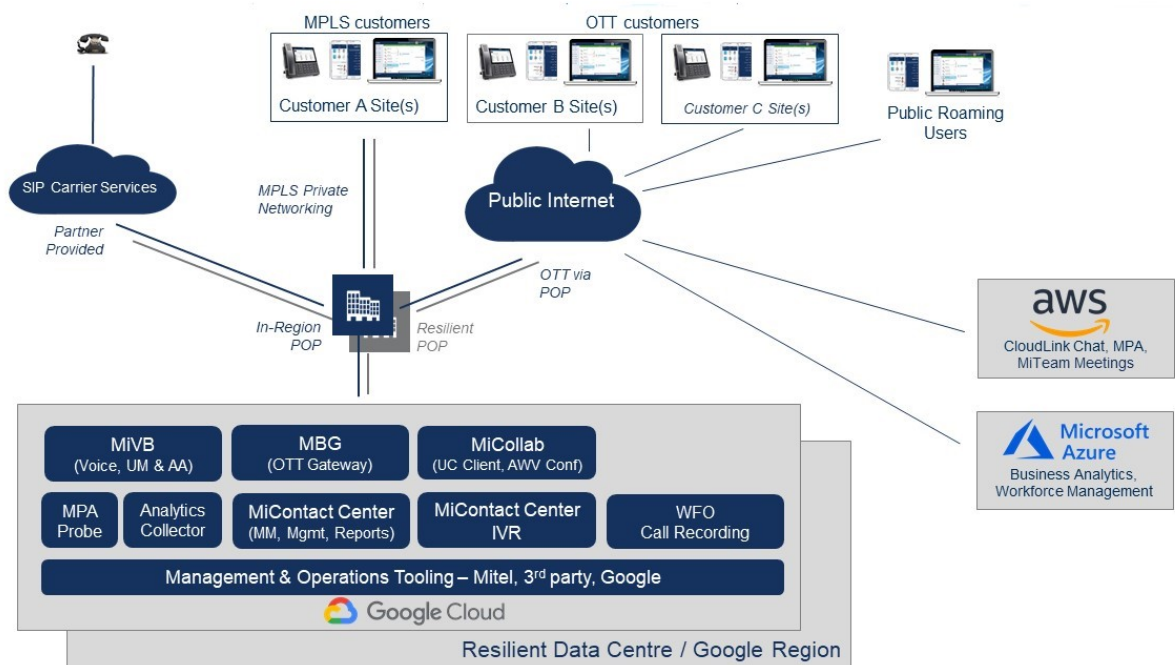 MPLS customers
OTT customers
Customer A Site(s)
Customer B Site(s)
Customer C Site(s)
Public Roaming
Users
SIP Carrier Services
MPLS Private
Networking
Public Internet
Partner
Provided
OTT via
POP
In-Region
POP
Resilient
POP
aws
CloudLink Chat, MPA,
MiTeam Meetings
Microsoft
Azure
Business Analytics,
Workforce Management
MiVB
(Voice, UM & AA)
MBG
(OTT Gateway)
MiCollab
(UC Client, AWV Conf)
MPA
Probe
Analytics
Collector
MiContact Center
(MM, Mgmt, Reports)
MiContact Center
IVR
WFO
Call Recording
Management & Operations Tooling – Mitel, 3rd party, Google
Google Cloud
Resilient Data Centre / Google Region